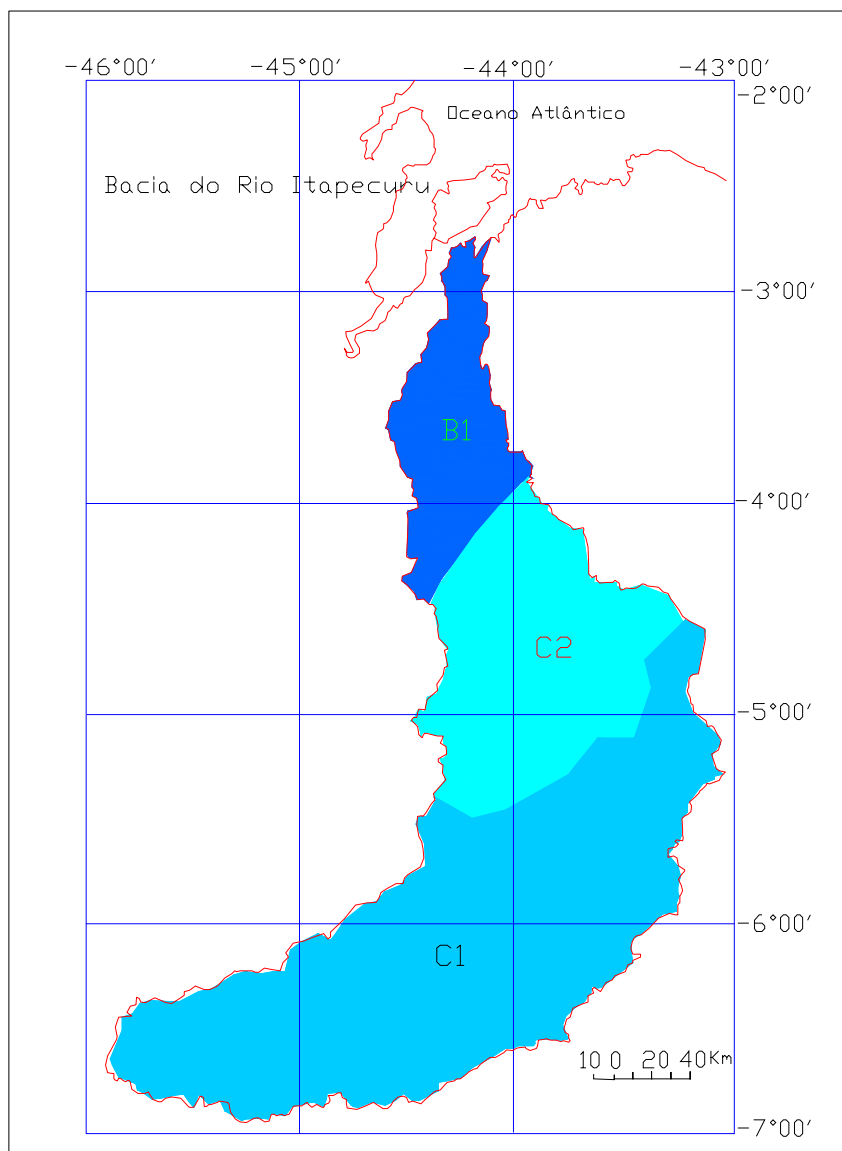 -46°00′ -45°00′ -44°00′ -43°00′
-2°00′
Oceano Atlântico
Bacia do Rio Itapecuru
-3°00′
B1
-4°00′
C2
-5°00′
-6°00′
C1
10 0 20 40Km
-7°00′